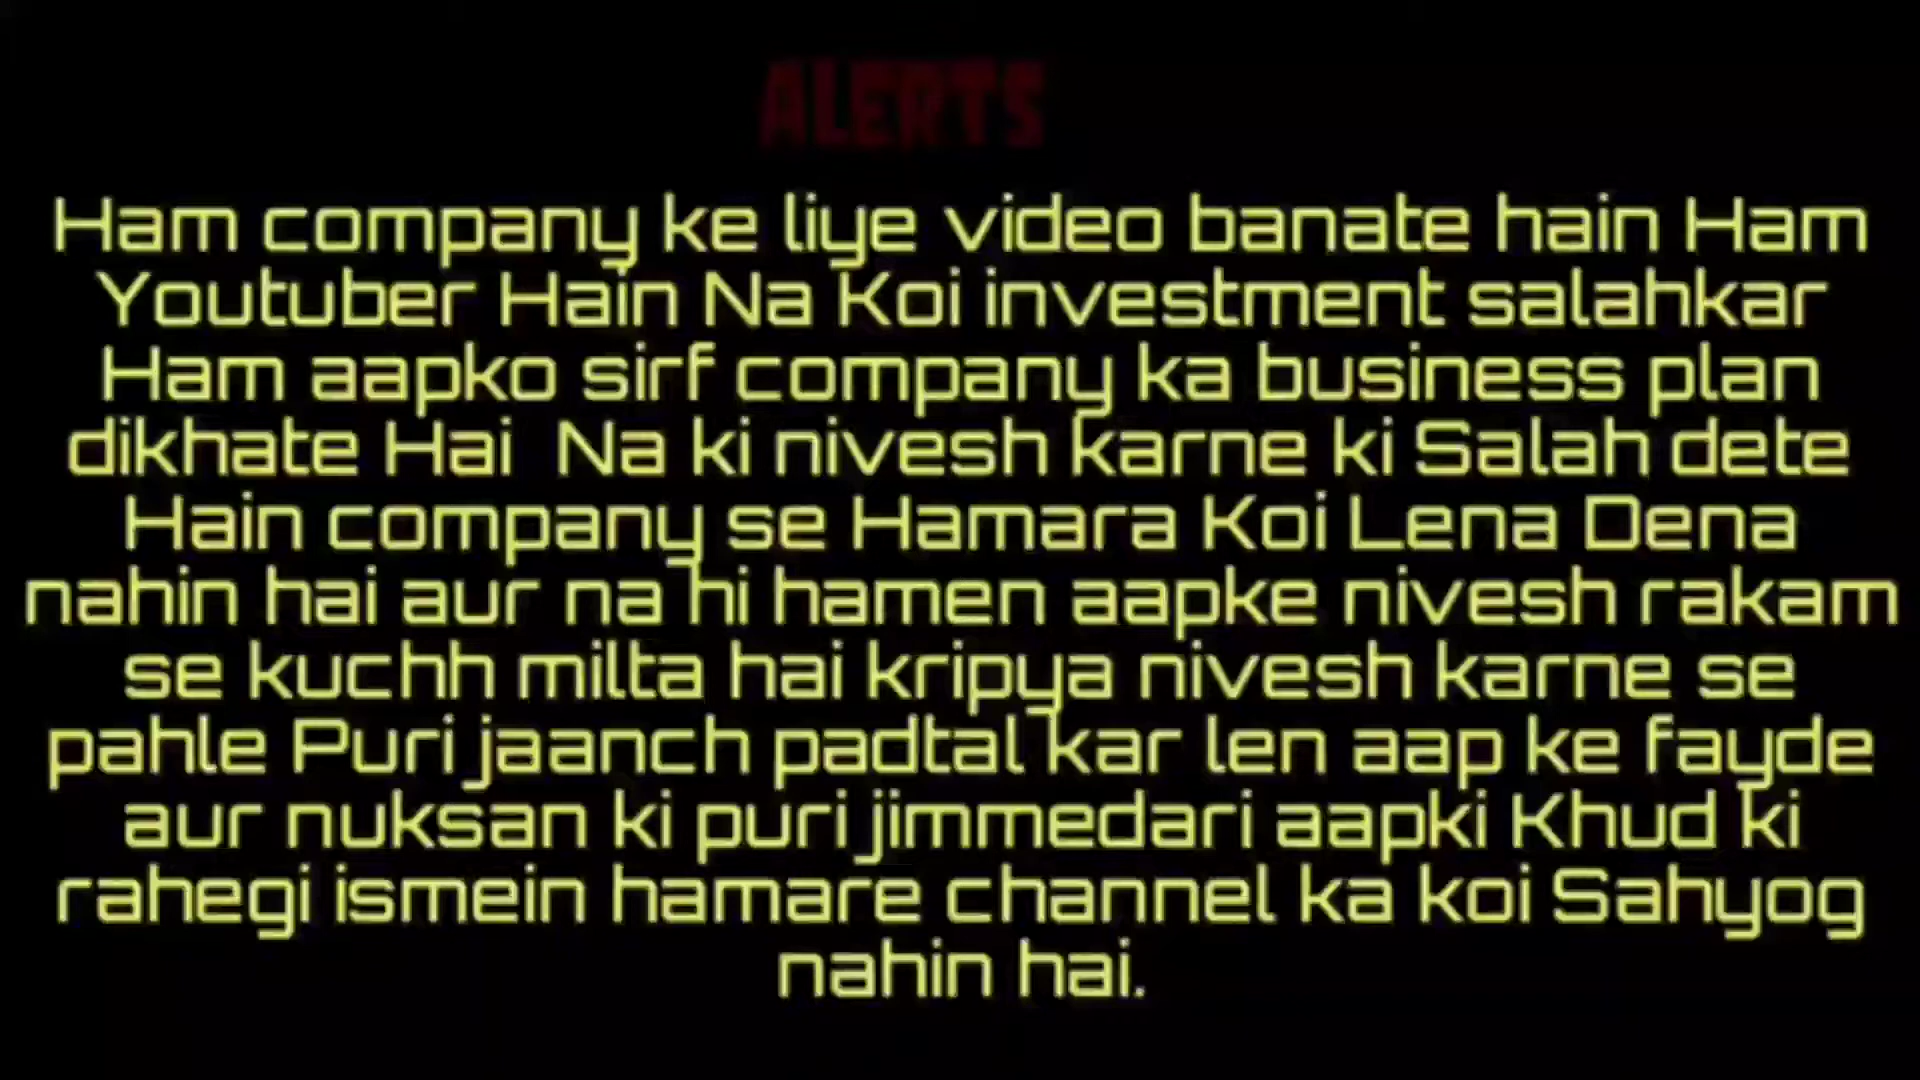 ALERTS
Ham company ke liye video banate hain Ham
Youtuber Hain Na Koi investment salahkar
Ham aapko sirf company ka business plan
dikhate Hai Na ki nivesh karne ki Salah dete
Hain company se Hamara Koi Lena Dena
nahin hai aur na hi hamen aapke nivesh rakam
se kuchh milta hai kripya nivesh karne se
pahle Puri jaanch padtal kar len aap ke fayde
aur nuksan ki puri jimmedari aapki Khud ki
rahegi ismein hamare channel ka koi Sahyog
nahin hai.